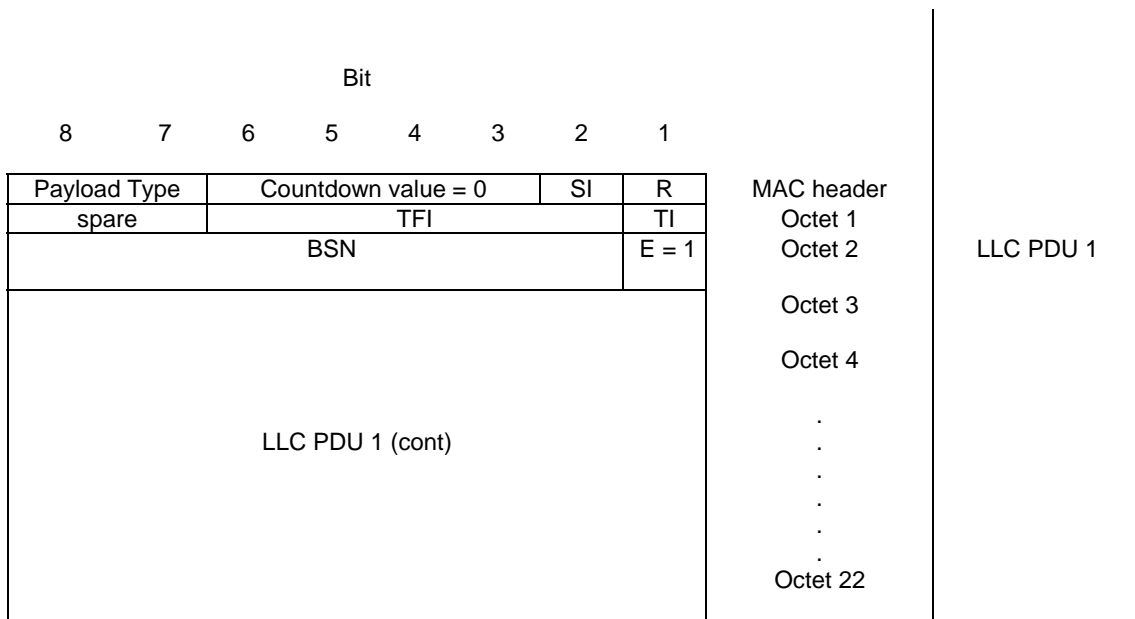 Bit
8 7 6 5 4 3 2 1
Payload Type Countdown value = 0 SI R MAC header
spare TFI TI Octet 1
BSN E = 1 Octet 2 LLC PDU 1
Octet 3
Octet 4
.
LLC PDU 1 (cont) .
.
.
.
.
Octet 22